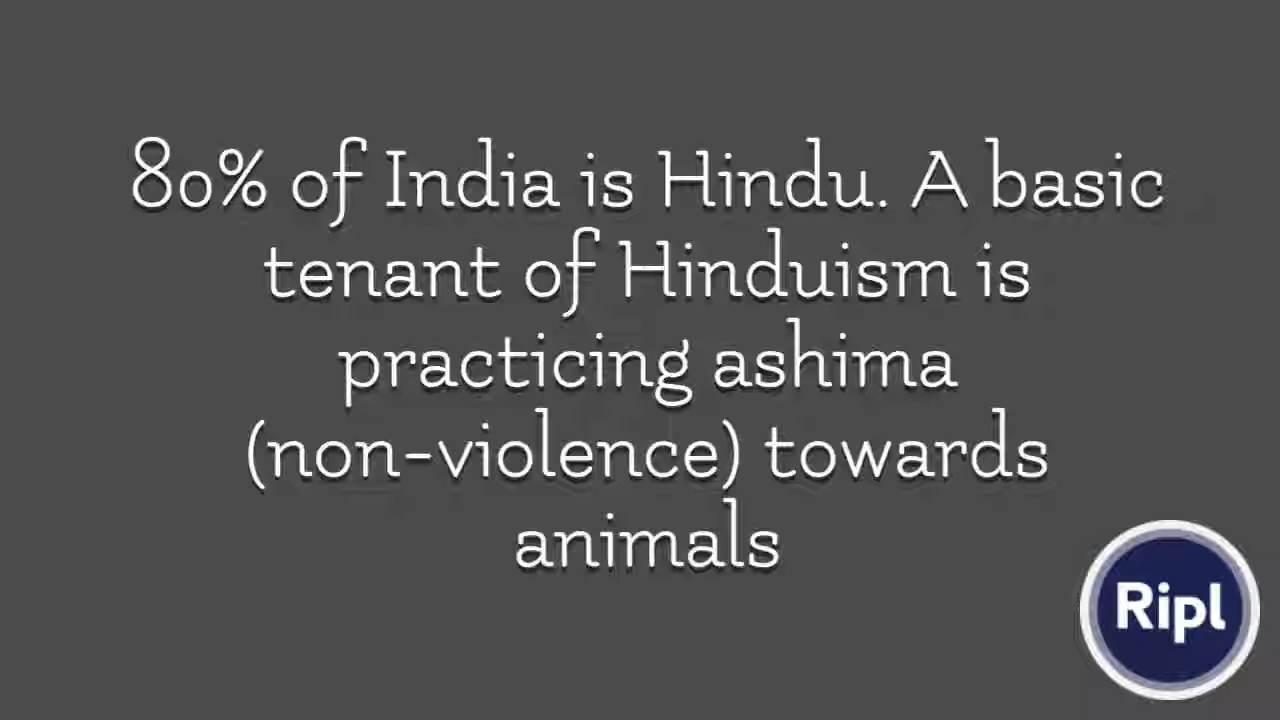 80% of India is Hindu. A basic
tenant of Hinduism is
practicing ashima
(non-violence) towards
animals
Ripl